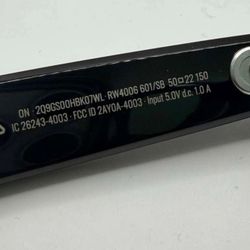 ON · 2Q9GS00HBK07WL · RW4006 601/SB 50□22 150
IC 26243-4003 · FCC ID 2AYOA-4003 · Input 5.0V d.c. 1.0 A